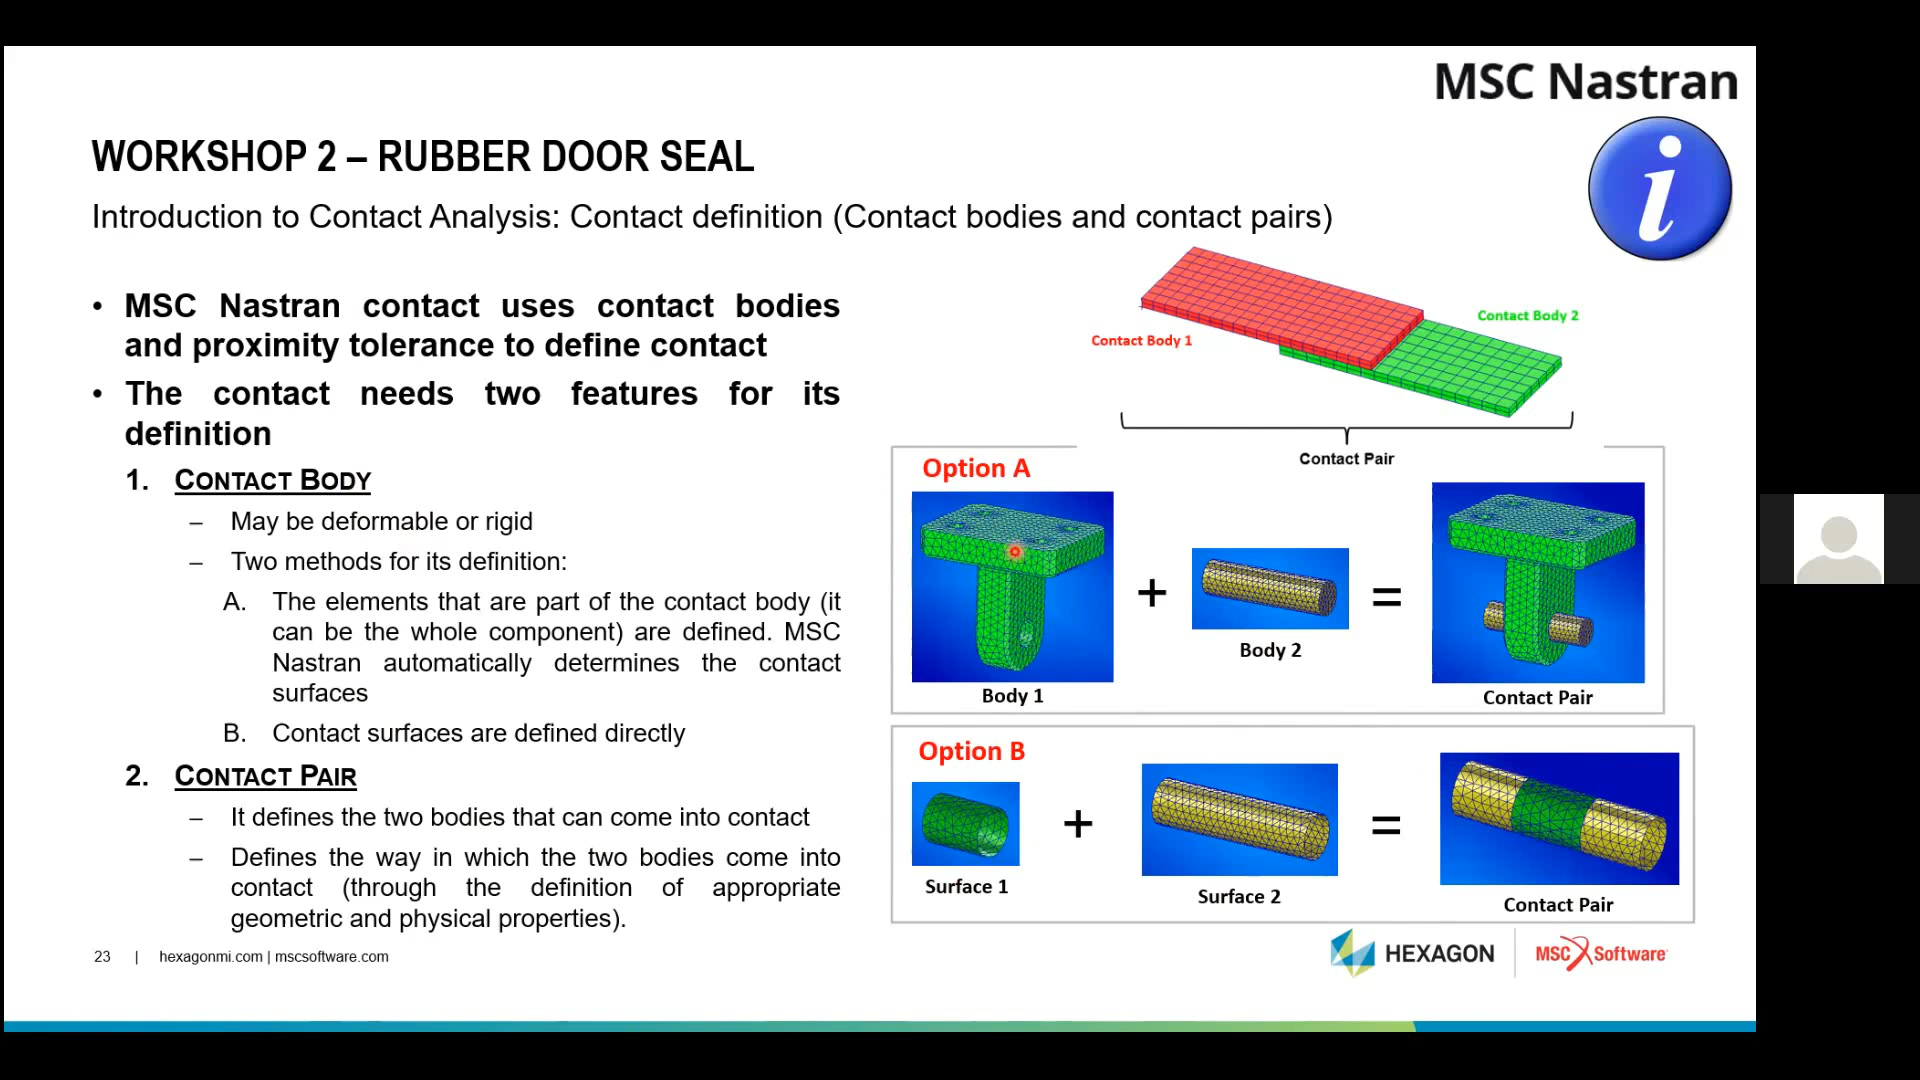 MSC Nastran
WORKSHOP 2 – RUBBER DOOR SEAL
i
Introduction to Contact Analysis: Contact definition (Contact bodies and contact pairs)
• MSC Nastran contact uses contact bodies
and proximity tolerance to define contact
• The contact needs two features for its
definition
1. CONTACT BODY
– May be deformable or rigid
– Two methods for its definition:
A. The elements that are part of the contact body (it
can be the whole component) are defined. MSC
Nastran automatically determines the contact
surfaces
B. Contact surfaces are defined directly
2. CONTACT PAIR
– It defines the two bodies that can come into contact
– Defines the way in which the two bodies come into
contact (through the definition of appropriate
geometric and physical properties).
Contact Body 1
Contact Body 2
Contact Pair
Option A
+
=
Body 1
Body 2
Contact Pair
Option B
+
=
Surface 1
Surface 2
Contact Pair
23 | hexagonmi.com | mscsoftware.com
HEXAGON
MSC Software